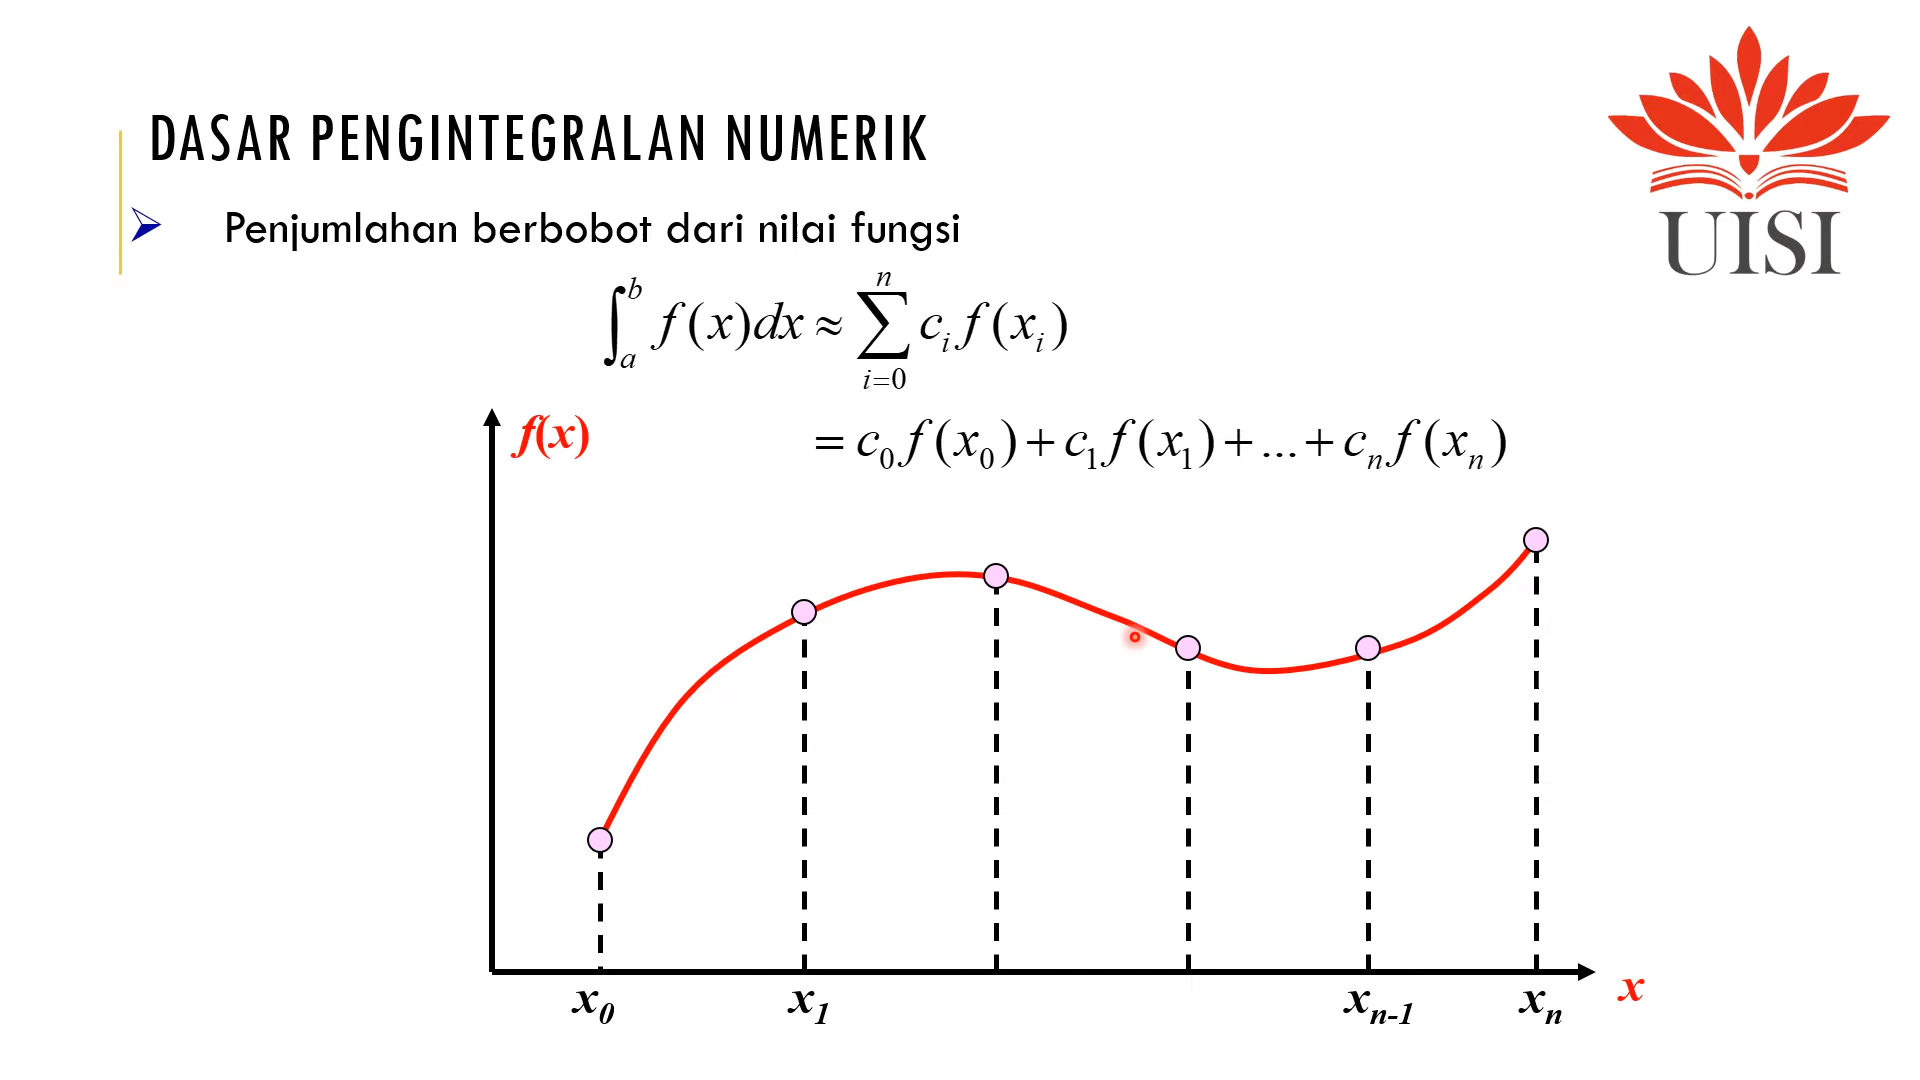 DASAR PENGINTEGRALAN NUMERIK
Penjumlahan berbobot dari nilai fungsi
∫_a^b f(x)dx ≈ ∑_{i=0}^n c_i f(x_i)
= c_0 f(x_0) + c_1 f(x_1) + ... + c_n f(x_n)
f(x)
x_0 x_1 x_{n-1} x_n x
UISI